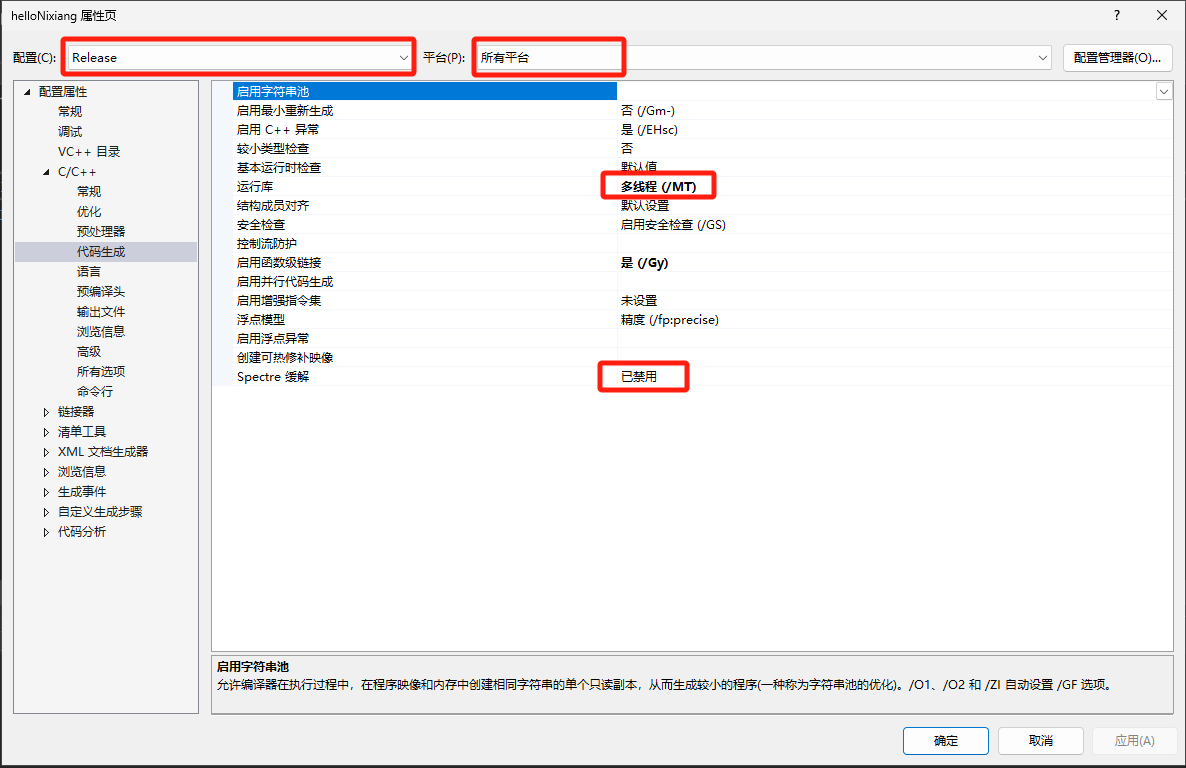 helloNixiang 属性页
?
配置(C):
Release
平台(P):
所有平台
配置管理器(O)...
配置属性
常规
调试
VC++ 目录
C/C++
常规
优化
预处理器
代码生成
语言
预编译头
输出文件
浏览信息
高级
所有选项
命令行
链接器
清单工具
XML 文档生成器
浏览信息
生成事件
自定义生成步骤
代码分析
启用字符串池
启用最小重新生成 否 (/Gm-)
启用 C++ 异常 是 (/EHsc)
较小类型检查 否
基本运行时检查 默认值
运行库 多线程 (/MT)
结构成员对齐 默认设置
安全检查 启用安全检查 (/GS)
控制流防护
启用函数级链接 是 (/Gy)
启用并行代码生成
启用增强指令集 未设置
浮点模型 精度 (/fp:precise)
启用浮点异常
创建可热修补映像
Spectre 缓解 已禁用
启用字符串池
允许编译器在执行过程中，在程序映像和内存中创建相同字符串的单个只读副本，从而生成较小的程序(一种称为字符串池的优化)。/O1、/O2 和 /ZI 自动设置 /GF 选项。
确定
取消
应用(A)